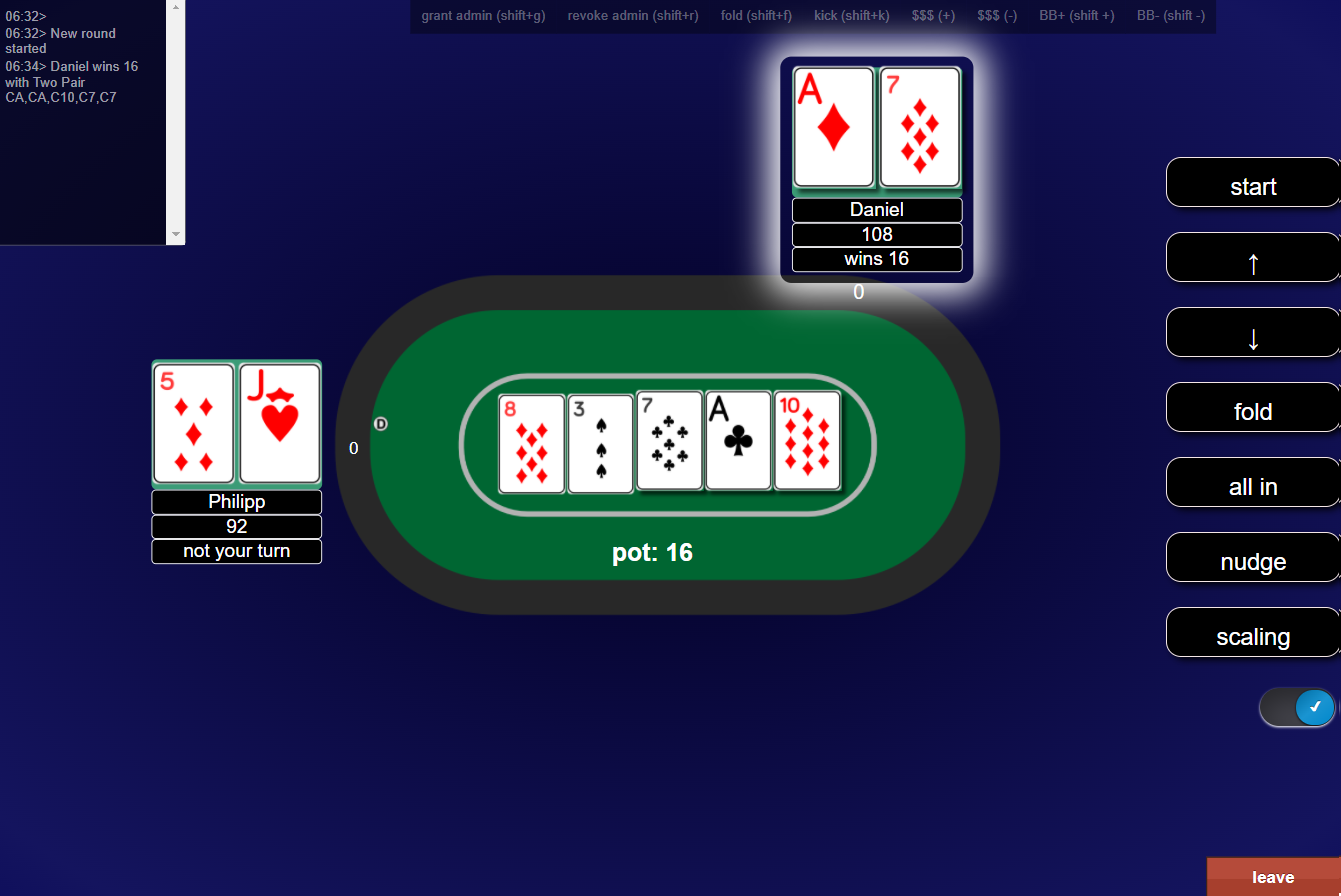 grant admin (shift+g) revoke admin (shift+r) fold (shift+f) kick (shift+k) $$$ (+) $$$ (-) BB+ (shift +) BB- (shift -)
06:32>
06:32> New round
started
06:34> Daniel wins 16
with Two Pair
CA,CA,C10,C7,C7
A 7
Daniel
108
wins 16
0
start
↑
↓
fold
all in
nudge
scaling
5 J
Philipp
92
not your turn
0
D
8 3 7 A 10
pot: 16
leave